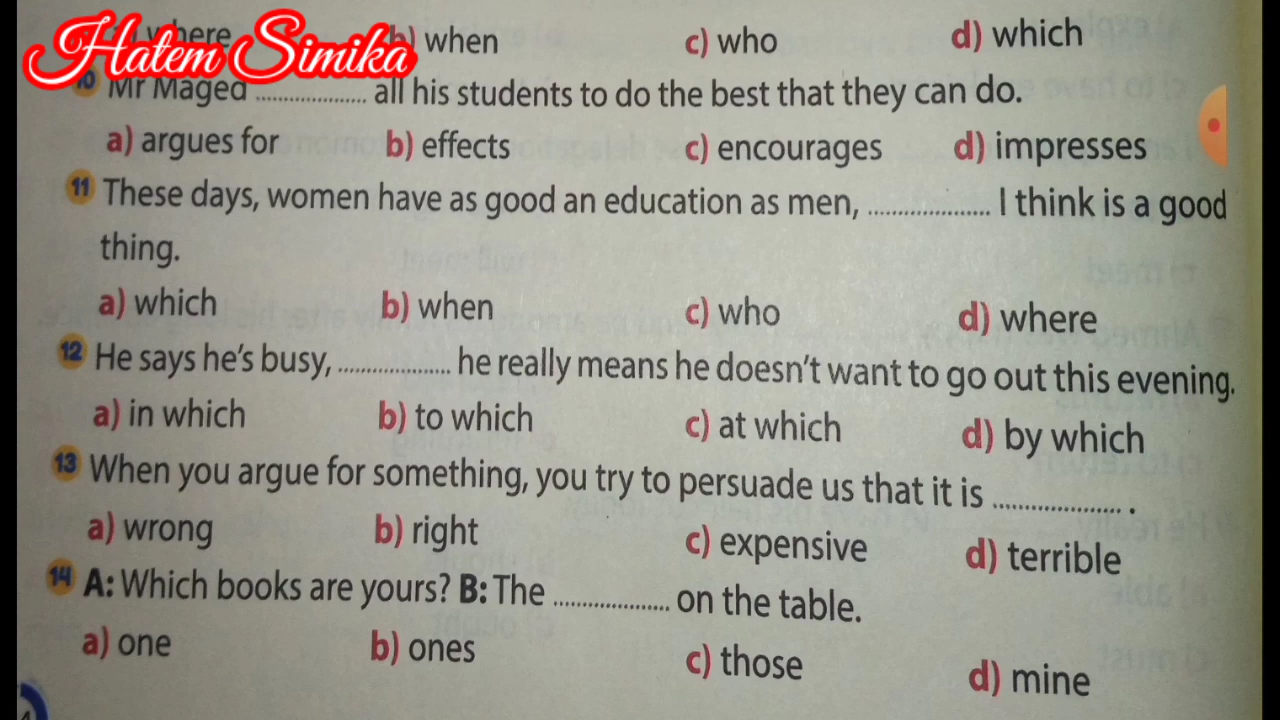 Hatem Simika
where b) when c) who d) which
10 Mr Maged .................... all his students to do the best that they can do.
a) argues for b) effects c) encourages d) impresses
11 These days, women have as good an education as men, .................... I think is a good
thing.
a) which b) when c) who d) where
12 He says he's busy, .................... he really means he doesn't want to go out this evening.
a) in which b) to which c) at which d) by which
13 When you argue for something, you try to persuade us that it is .................... .
a) wrong b) right c) expensive d) terrible
14 A: Which books are yours? B: The .................... on the table.
a) one b) ones c) those d) mine